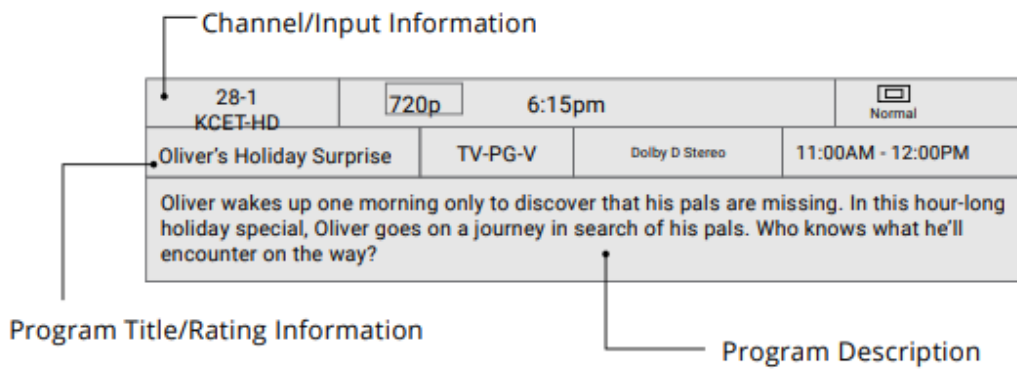 Channel/Input Information
28-1
KCET-HD
720p
6:15pm
Normal
Oliver's Holiday Surprise
TV-PG-V
Dolby D Stereo
11:00AM - 12:00PM
Oliver wakes up one morning only to discover that his pals are missing. In this hour-long
holiday special, Oliver goes on a journey in search of his pals. Who knows what he'll
encounter on the way?
Program Title/Rating Information
Program Description